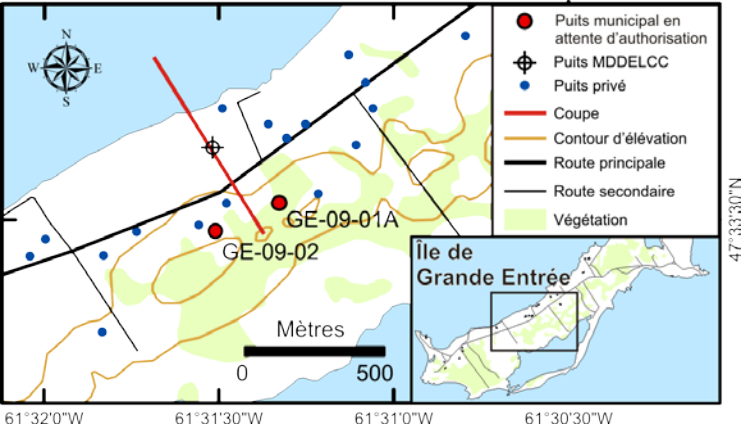 N
W E
S
Puits municipal en
attente d'autorisation
Puits MDDELCC
Puits privé
Coupe
Contour d'élévation
Route principale
Route secondaire
Végétation
GE-09-01A
GE-09-02
Mètres
0 500
Île de
Grande Entrée
47°33'30"N
61°32'0"W 61°31'30"W 61°31'0"W 61°30'30"W